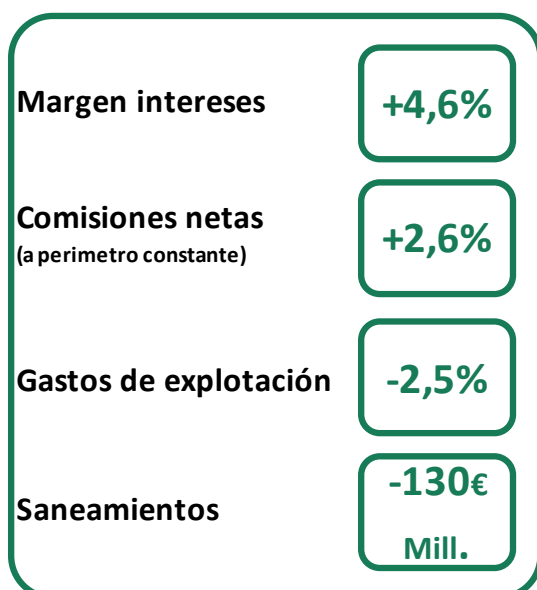 Margen intereses
+4,6%
Comisiones netas
(a perimetro constante)
+2,6%
Gastos de explotación
-2,5%
Saneamientos
-130€
Mill.